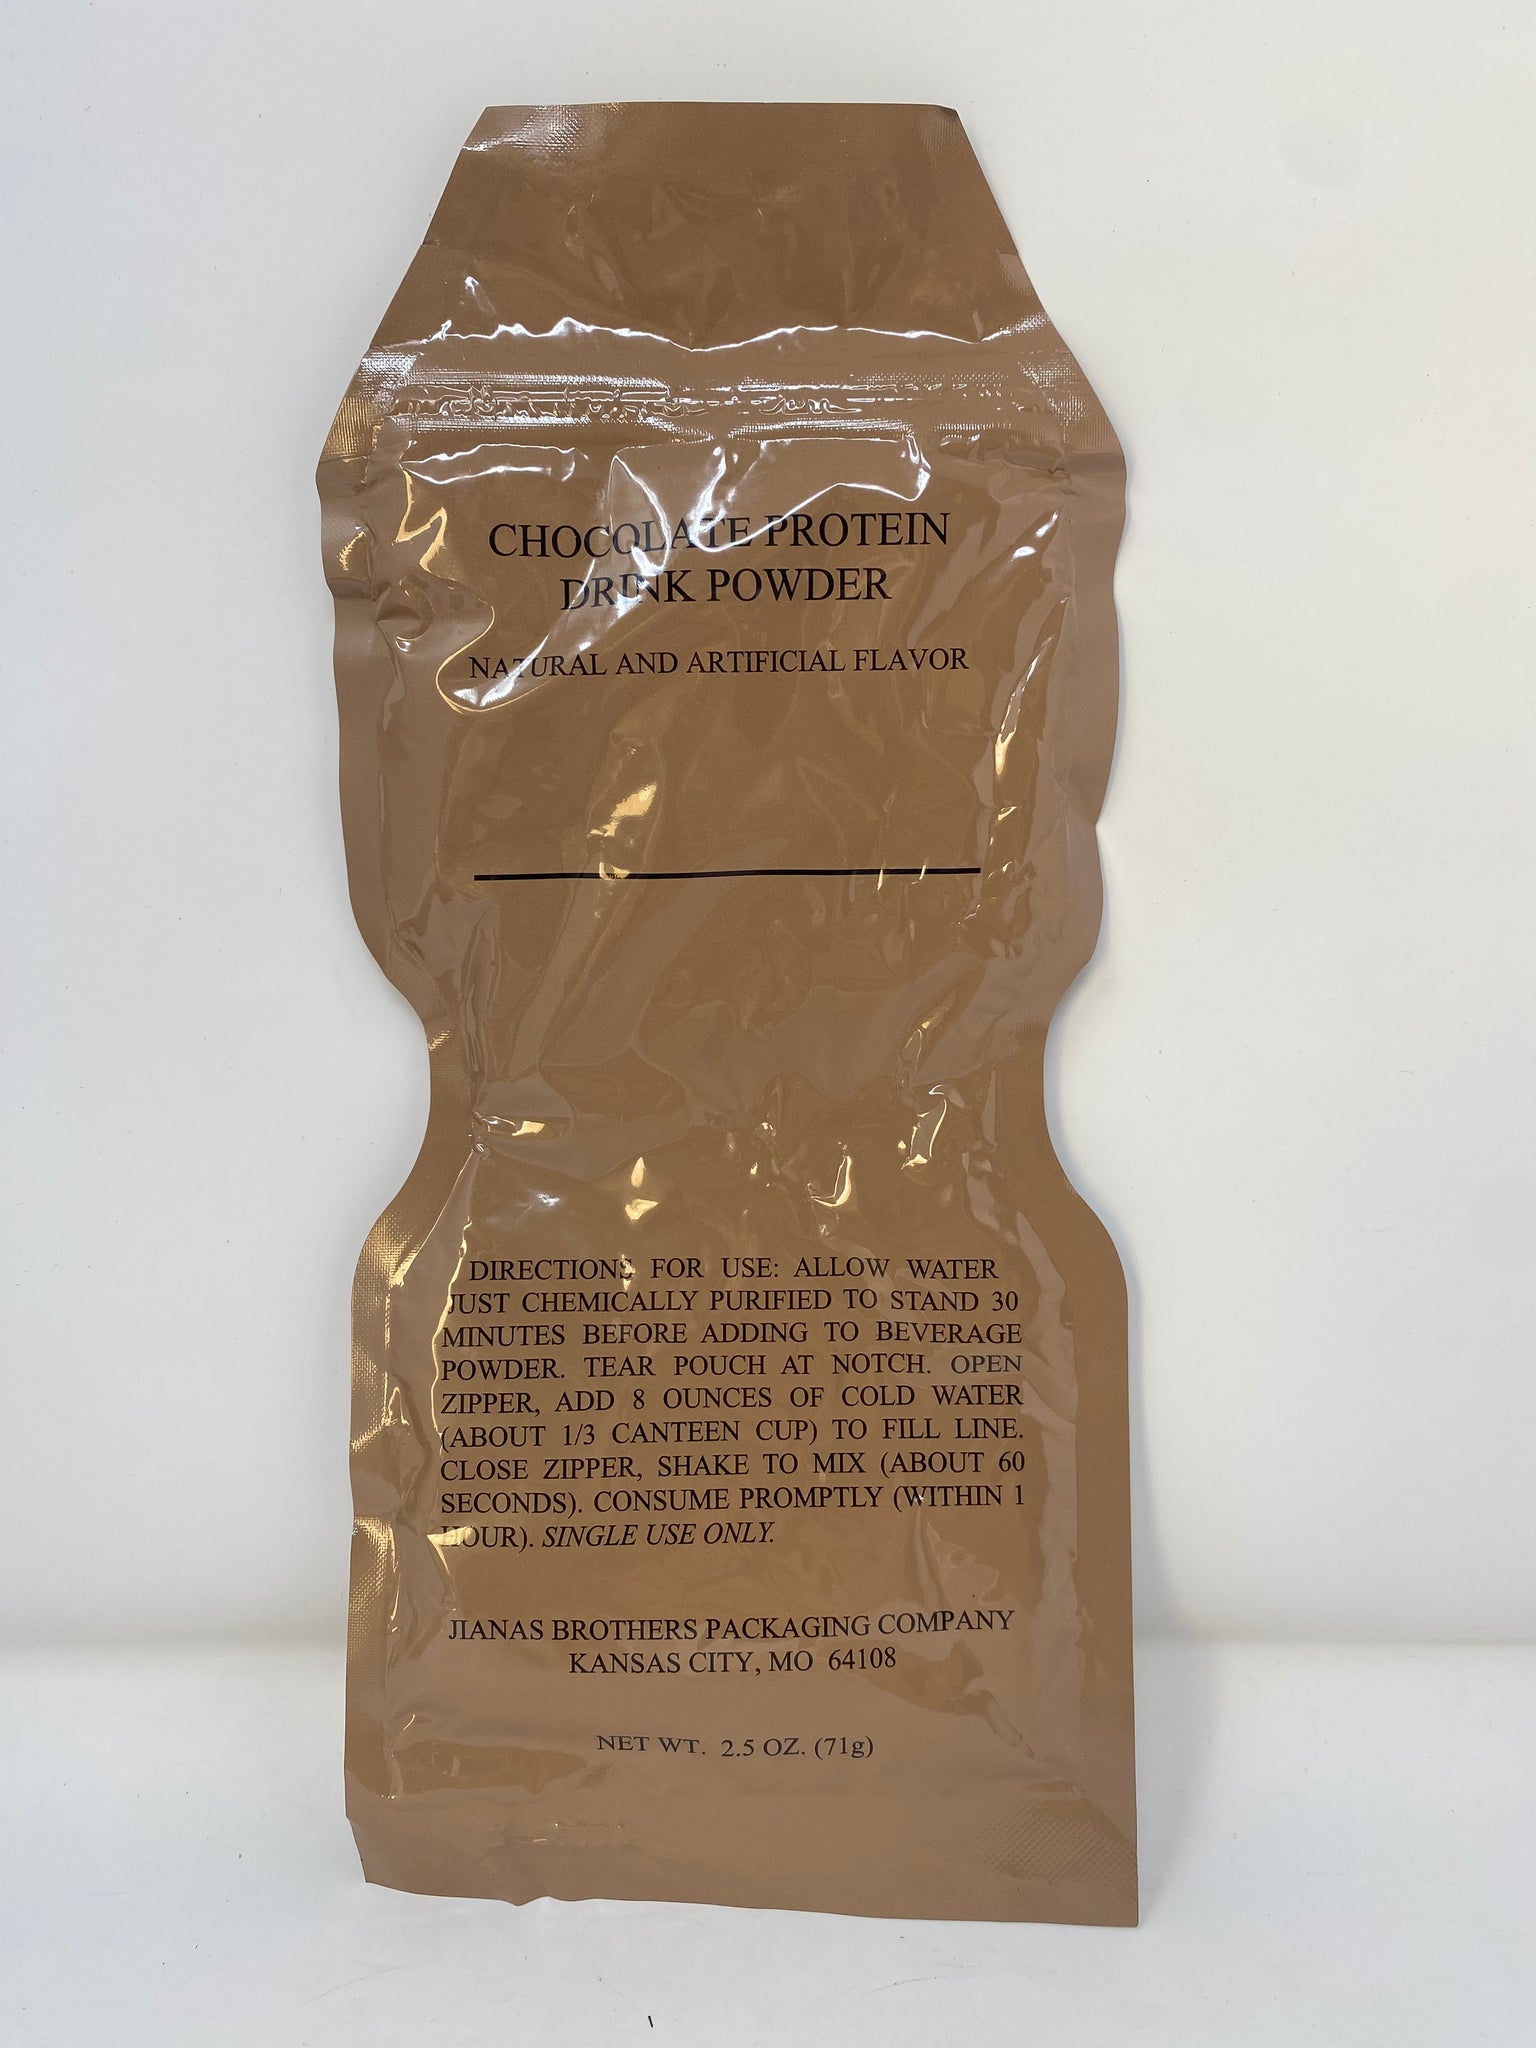 CHOCOLATE PROTEIN
DRINK POWDER
NATURAL AND ARTIFICIAL FLAVOR
DIRECTIONS FOR USE: ALLOW WATER
JUST CHEMICALLY PURIFIED TO STAND 30
MINUTES BEFORE ADDING TO BEVERAGE
POWDER. TEAR POUCH AT NOTCH. OPEN
ZIPPER, ADD 8 OUNCES OF COLD WATER
(ABOUT 1/3 CANTEEN CUP) TO FILL LINE.
CLOSE ZIPPER, SHAKE TO MIX (ABOUT 60
SECONDS). CONSUME PROMPTLY (WITHIN 1
HOUR). SINGLE USE ONLY.
JIANAS BROTHERS PACKAGING COMPANY
KANSAS CITY, MO 64108
NET WT. 2.5 OZ. (71g)